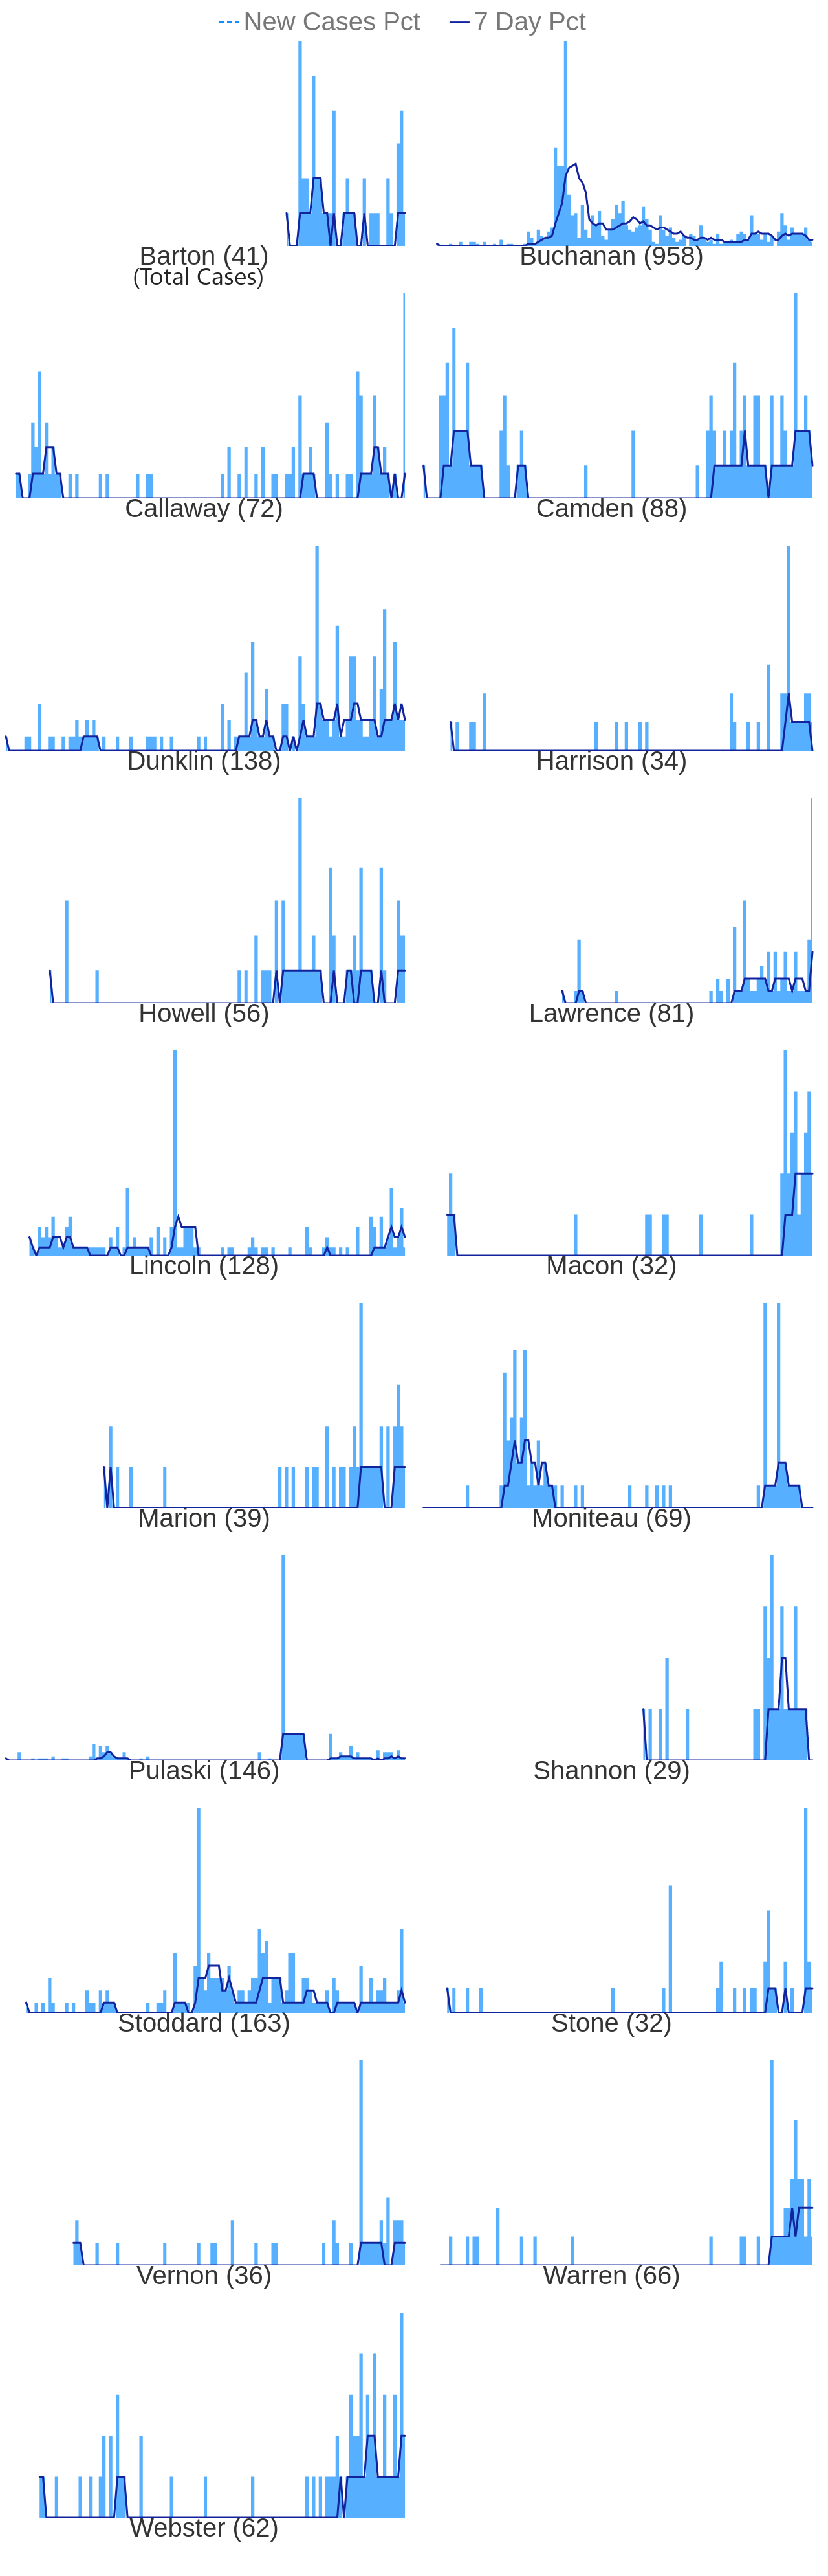 New Cases Pct 7 Day Pct
Barton (41) Buchanan (958)
(Total Cases)
Callaway (72) Camden (88)
Dunklin (138) Harrison (34)
Howell (56) Lawrence (81)
Lincoln (128) Macon (32)
Marion (39) Moniteau (69)
Pulaski (146) Shannon (29)
Stoddard (163) Stone (32)
Vernon (36) Warren (66)
Webster (62)